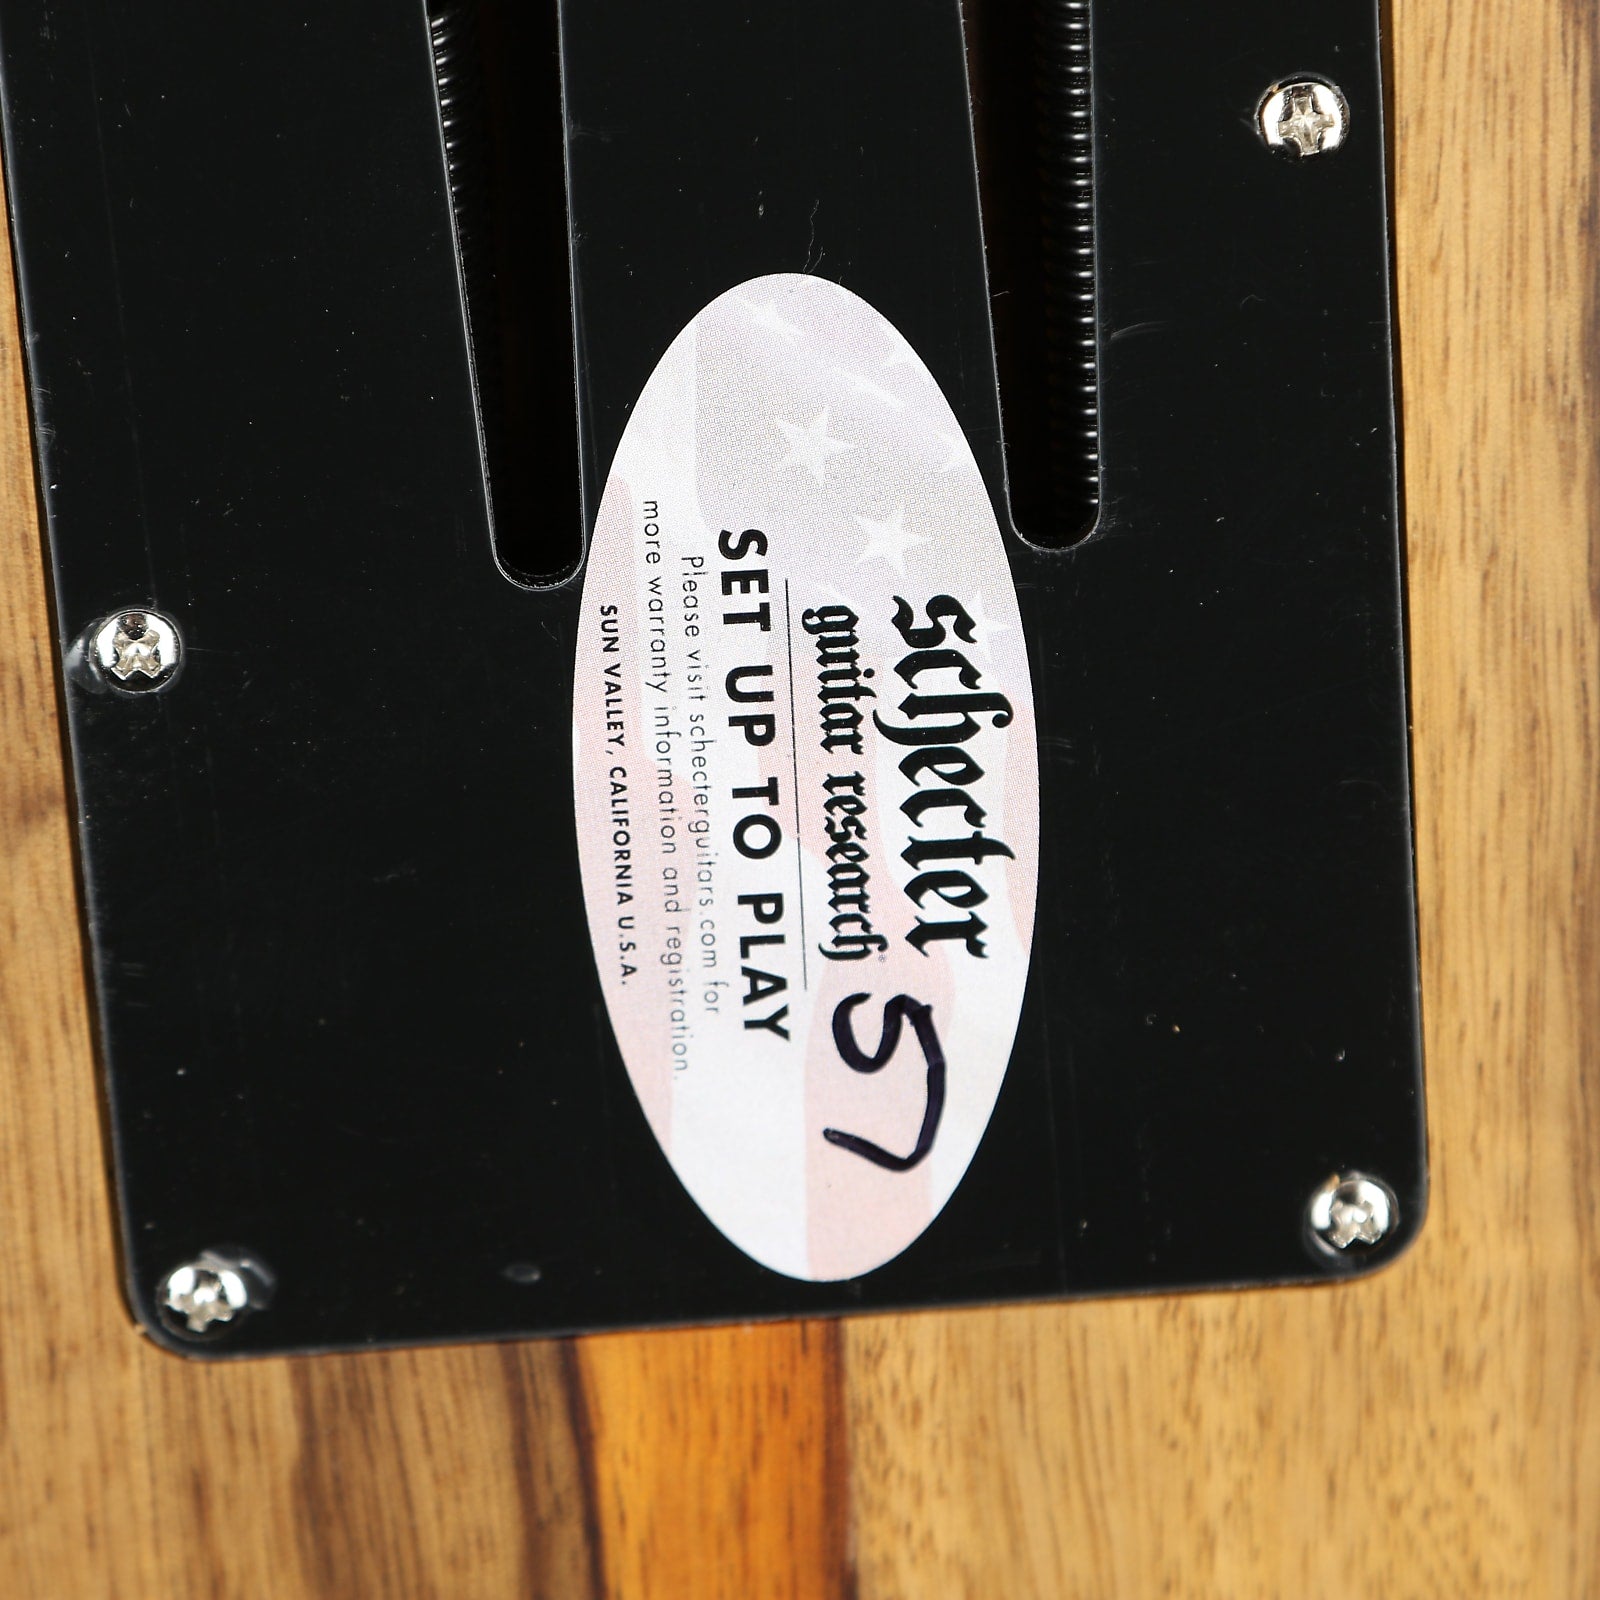 schecter
guitar research®
57
SET UP TO PLAY
Please visit schecterguitars.com for
more warranty information and registration.
SUN VALLEY, CALIFORNIA U.S.A.